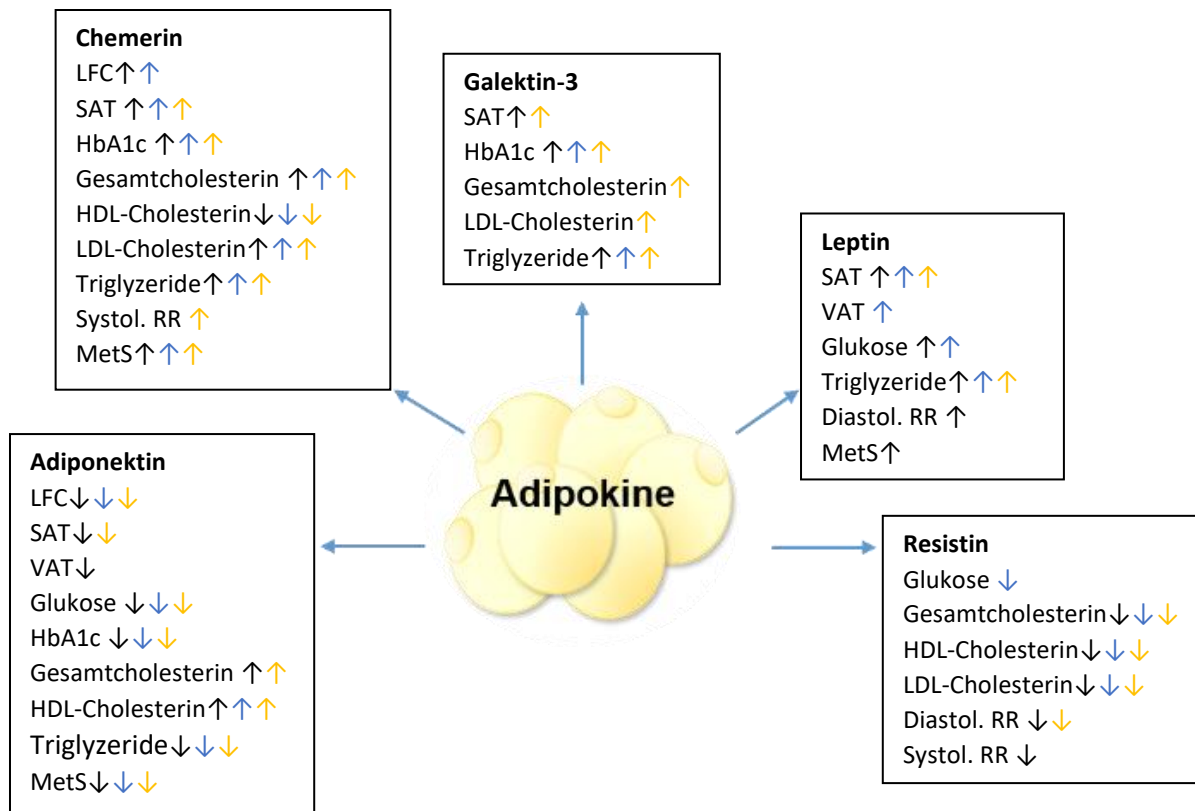 Chemerin
LFC↑ ↑
SAT ↑ ↑ ↑
HbA1c ↑ ↑ ↑
Gesamtcholesterin ↑ ↑ ↑
HDL-Cholesterin↓ ↓ ↓
LDL-Cholesterin↑ ↑ ↑
Triglyzeride↑ ↑ ↑
Systol. RR ↑
MetS↑ ↑ ↑
Galektin-3
SAT↑ ↑
HbA1c ↑ ↑ ↑
Gesamtcholesterin↑
LDL-Cholesterin↑
Triglyzeride↑ ↑ ↑
Leptin
SAT ↑ ↑ ↑
VAT ↑
Glukose ↑ ↑
Triglyzeride↑ ↑ ↑
Diastol. RR ↑
MetS↑
Adipokine
Adiponektin
LFC↓ ↓ ↓
SAT↓ ↓
VAT↓
Glukose ↓ ↓ ↓
HbA1c ↓ ↓ ↓
Gesamtcholesterin ↑ ↑
HDL-Cholesterin↑ ↑ ↑
Triglyzeride↓ ↓ ↓
MetS↓ ↓ ↓
Resistin
Glukose ↓
Gesamtcholesterin↓ ↓ ↓
HDL-Cholesterin↓ ↓ ↓
LDL-Cholesterin↓ ↓ ↓
Diastol. RR ↓ ↓
Systol. RR ↓